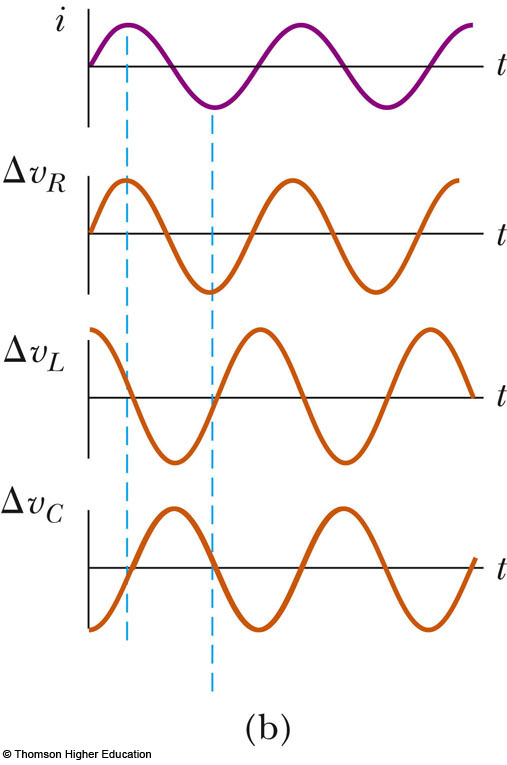 i
t
Δv_R
t
Δv_L
t
Δv_C
t
(b)
© Thomson Higher Education